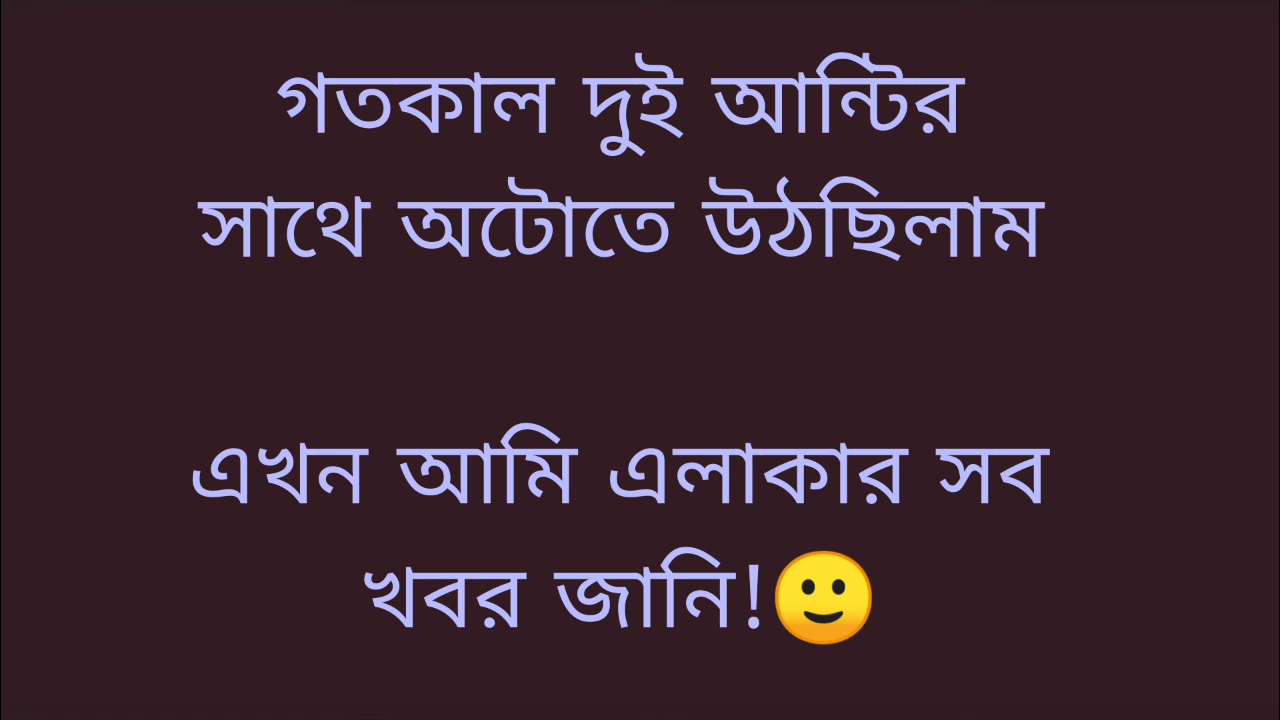 গতকাল দুই আন্টির
সাথে অটোতে উঠছিলাম
এখন আমি এলাকার সব
খবর জানি!🙂